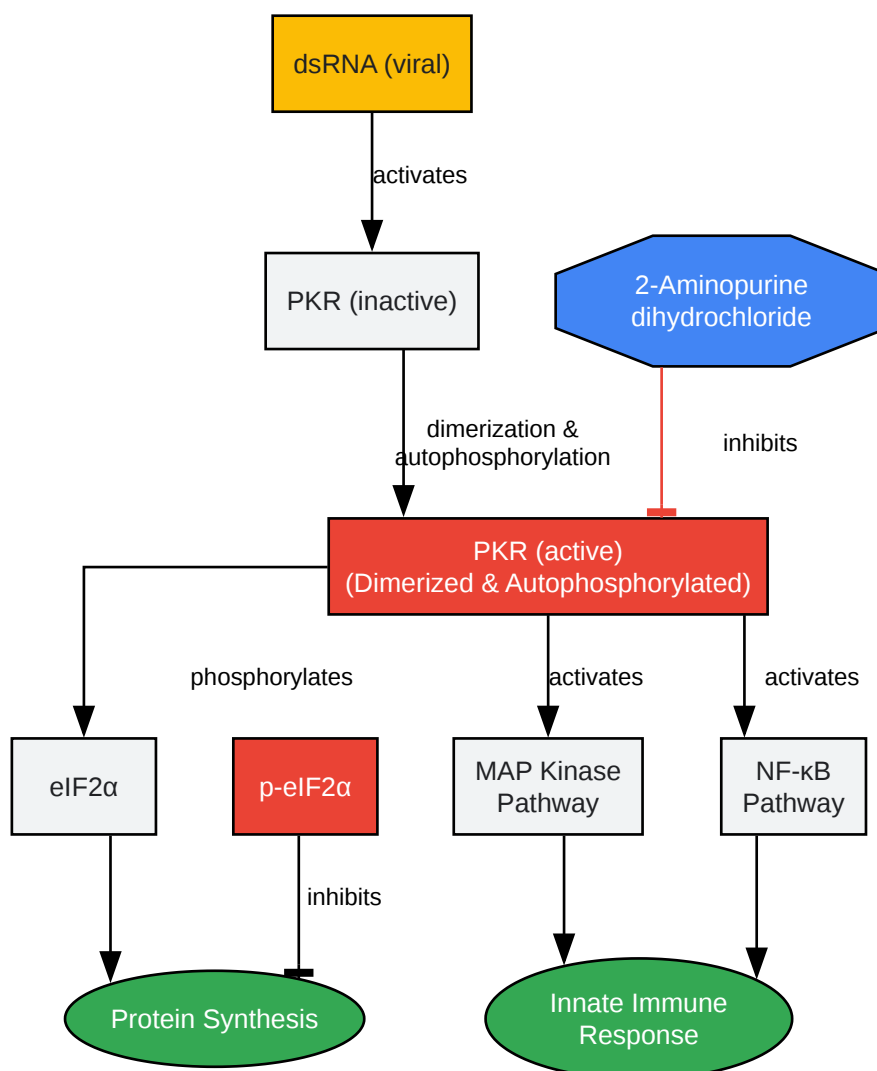 dsRNA (viral)
activates
PKR (inactive)
2-Aminopurine
dihydrochloride
dimerization &
autophosphorylation
inhibits
PKR (active)
(Dimerized & Autophosphorylated)
phosphorylates
activates
activates
eIF2α
p-eIF2α
MAP Kinase
Pathway
NF-κB
Pathway
inhibits
Protein Synthesis
Innate Immune
Response